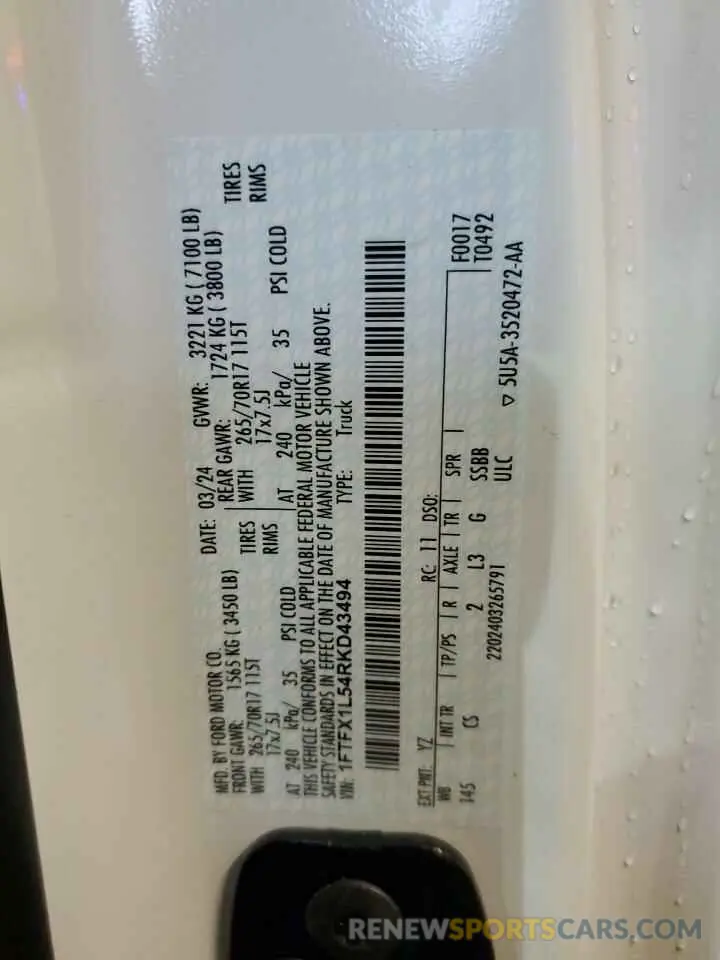 MFD. BY FORD MOTOR CO.
DATE: 03/24 GVWR: 3221 KG ( 7100 LB)
FRONT GAWR: 1565 KG ( 3450 LB)
REAR GAWR: 1724 KG ( 3800 LB)
WITH 265/70R17 115T TIRES
WITH 265/70R17 115T TIRES
17x7.5J RIMS
17x7.5J RIMS
AT 240 kPa/ 35 PSI COLD
AT 240 kPa/ 35 PSI COLD
THIS VEHICLE CONFORMS TO ALL APPLICABLE FEDERAL MOTOR VEHICLE
SAFETY STANDARDS IN EFFECT ON THE DATE OF MANUFACTURE SHOWN ABOVE.
VIN: 1FTFX1L54RKD43494 TYPE: Truck
EXT PNT: YZ RC: 11 DSO:
WB INT TR TP/PS R AXLE TR SPR F0017
145 CS 2 L3 G SSBB T0492
2202403265791 ULC ▽ 5U5A-3520472-AA
RENEWSPORTSCARS.COM